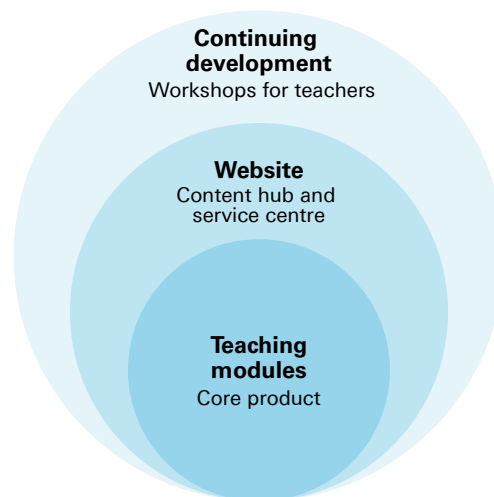 Continuing
development
Workshops for teachers
Website
Content hub and
service centre
Teaching
modules
Core product